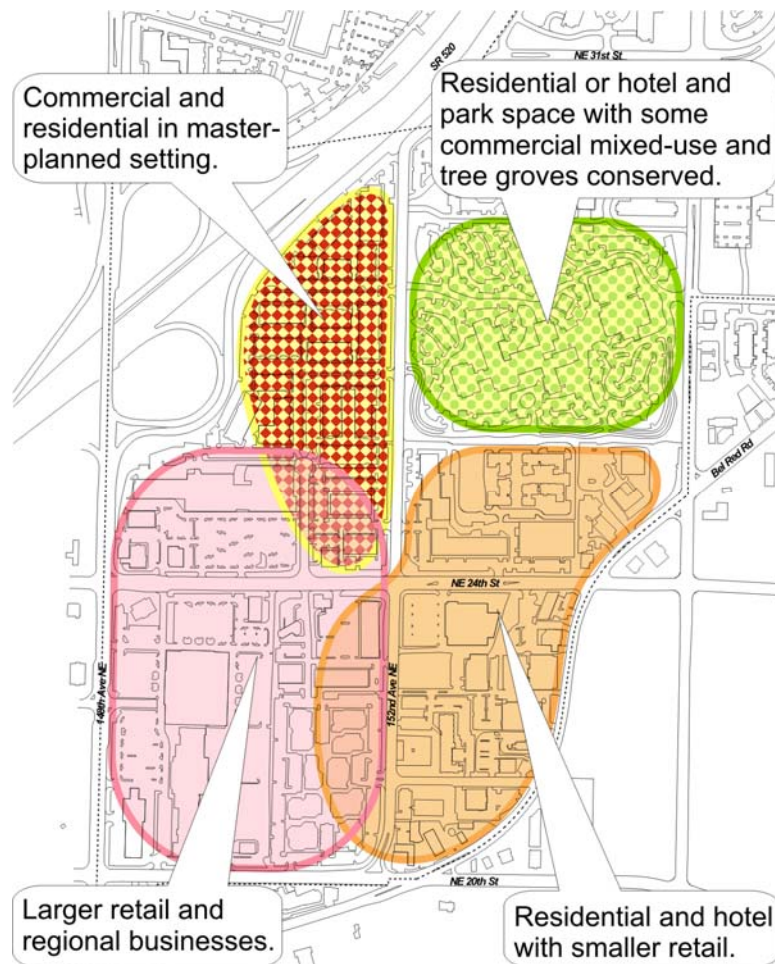 NE 31st St
SR 520
Commercial and
residential in master-
planned setting.
Residential or hotel and
park space with some
commercial mixed-use and
tree groves conserved.
Bel Red Rd
NE 24th St
148th Ave NE
152nd Ave NE
NE 20th St
Larger retail and
regional businesses.
Residential and hotel
with smaller retail.